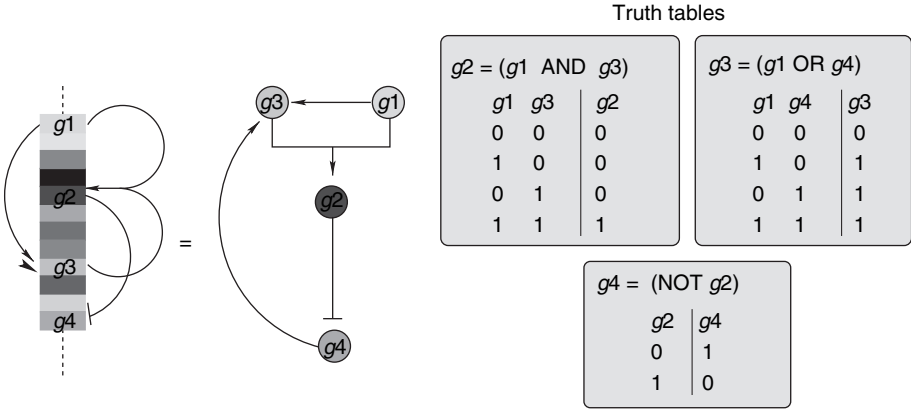 Truth tables
g1
g2
g3
g4
=
g3
g1
g2
g4
g2 = (g1 AND g3)
g1 g3 g2
0 0 0
1 0 0
0 1 0
1 1 1
g3 = (g1 OR g4)
g1 g4 g3
0 0 0
1 0 1
0 1 1
1 1 1
g4 = (NOT g2)
g2 g4
0 1
1 0